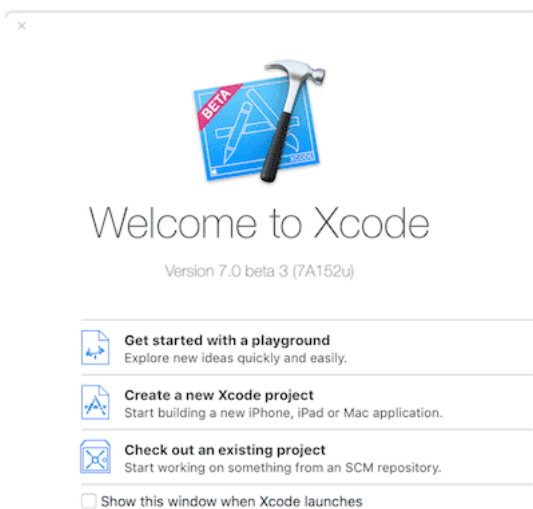 BETA
XCODE
Welcome to Xcode
Version 7.0 beta 3 (7A152u)
Get started with a playground
Explore new ideas quickly and easily.
Create a new Xcode project
Start building a new iPhone, iPad or Mac application.
Check out an existing project
Start working on something from an SCM repository.
Show this window when Xcode launches